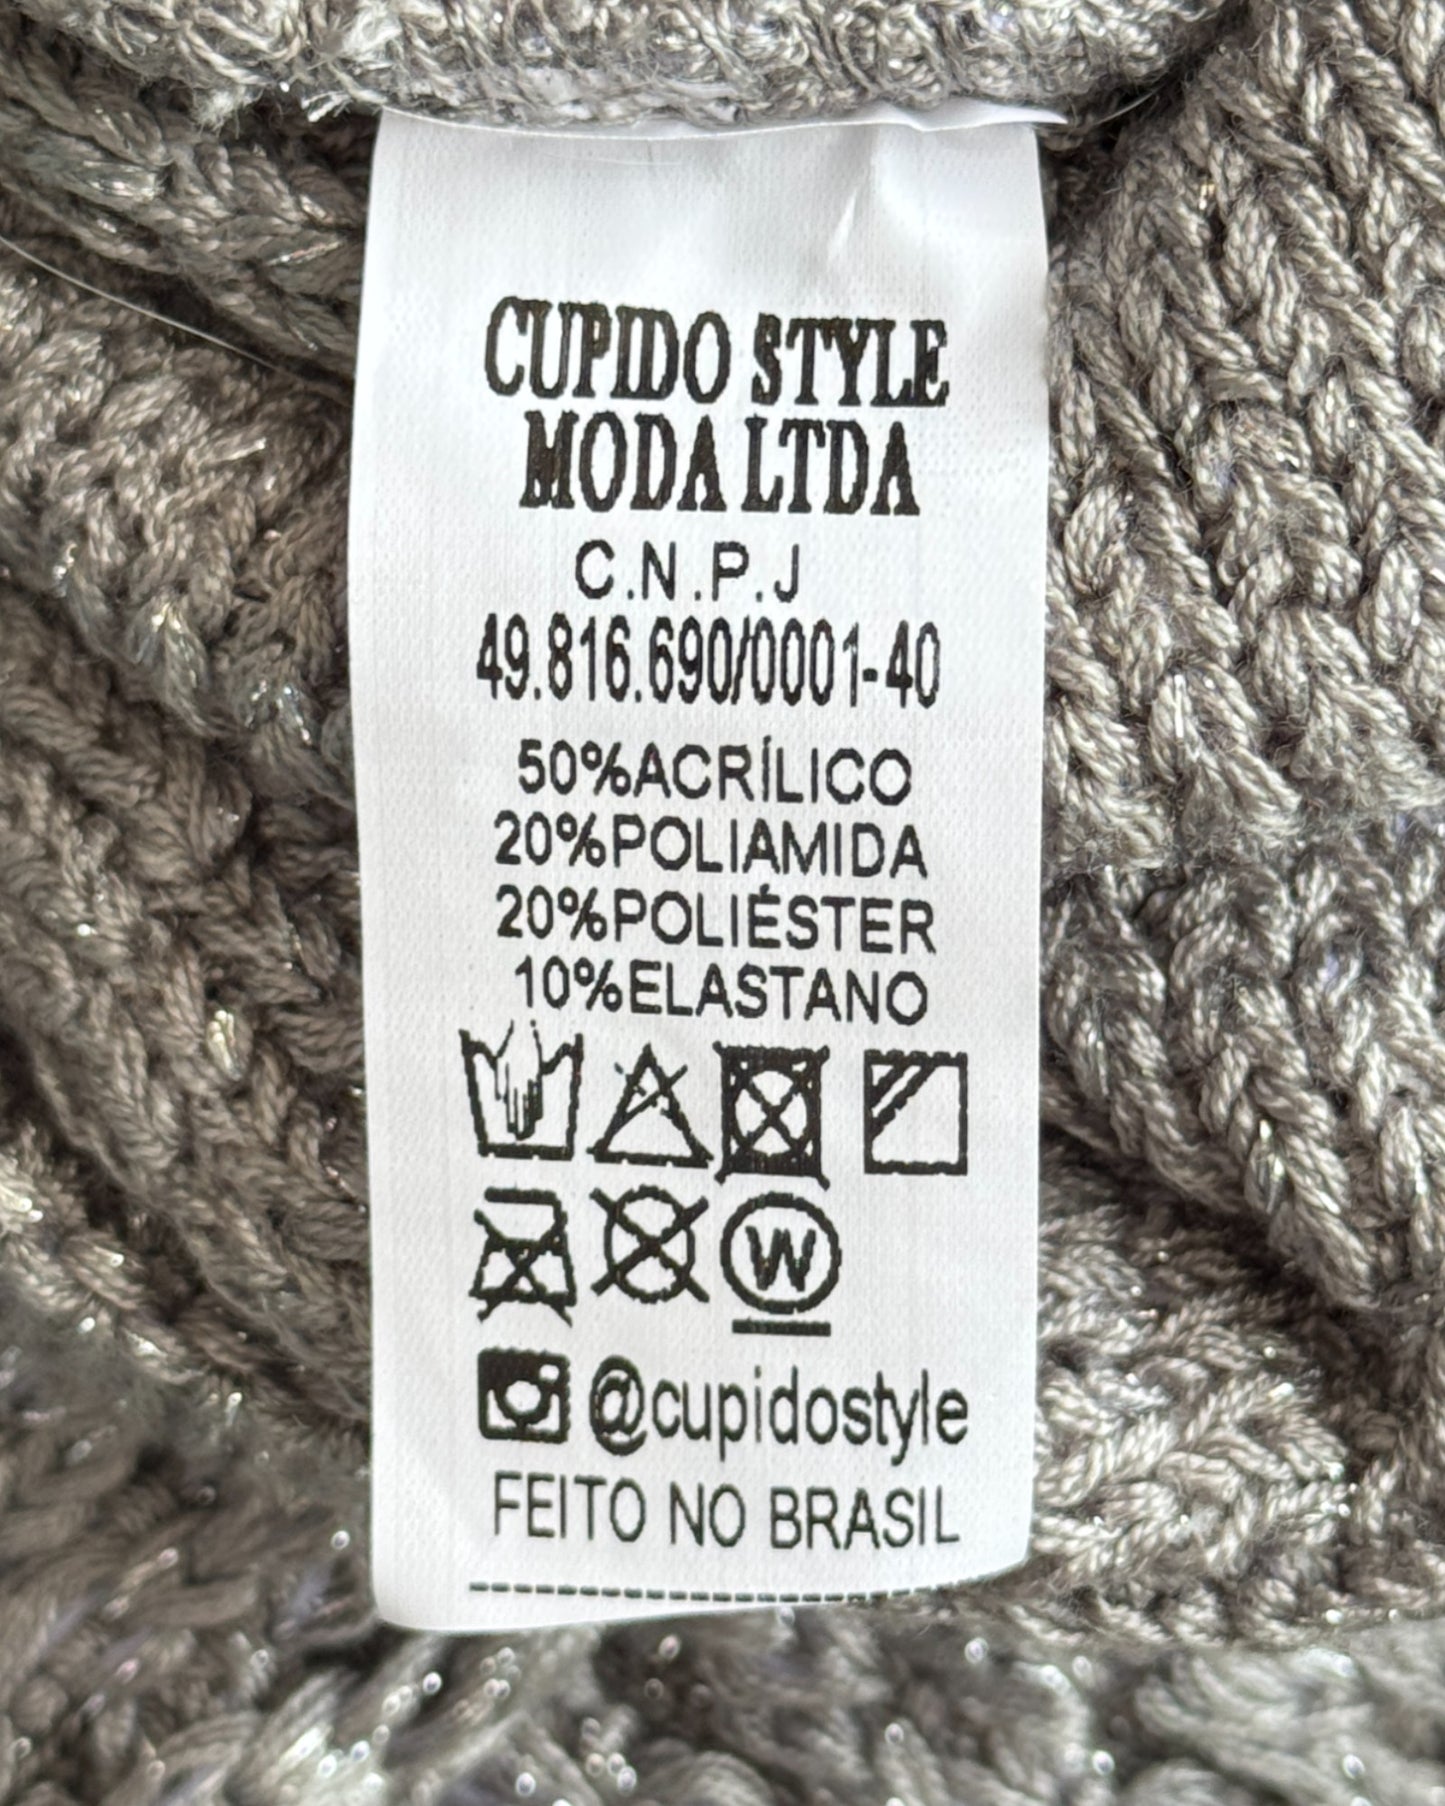 CUPIDO STYLE
MODA LTDA
C.N.P.J
49.816.690/0001-40
50%ACRÍLICO
20%POLIAMIDA
20%POLIÉSTER
10%ELASTANO
W
@cupidostyle
FEITO NO BRASIL